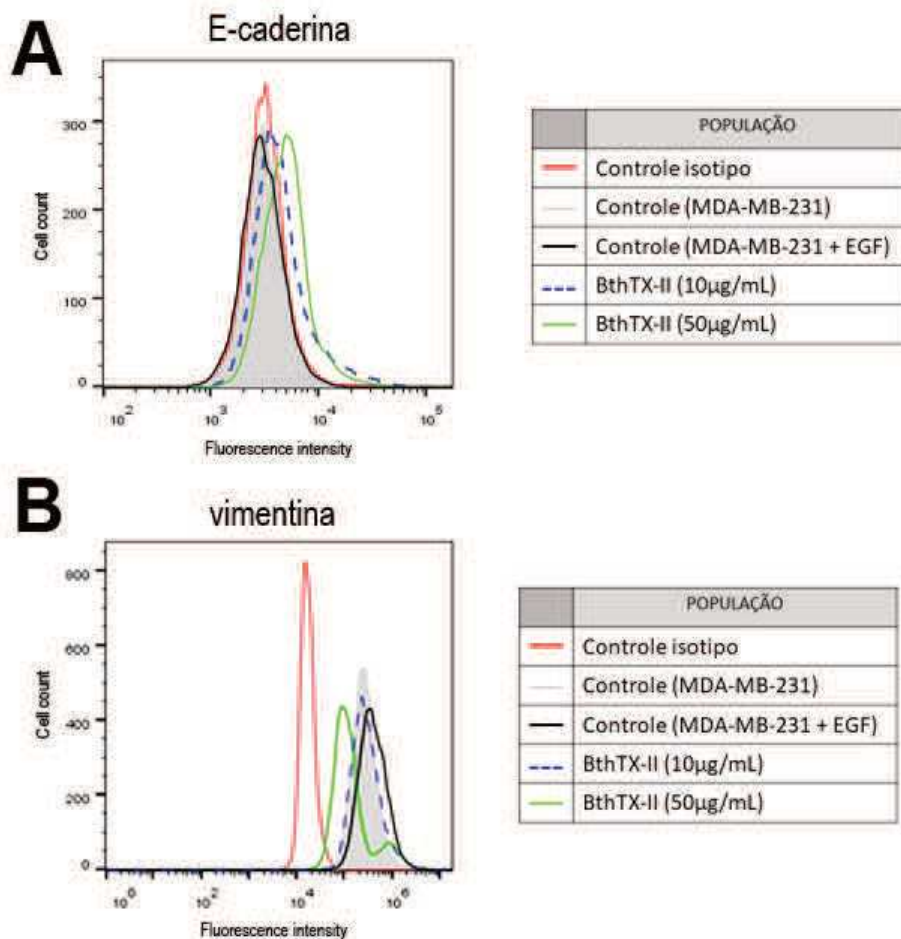 A
E-caderina
Cell count
300
200
100
0
10^2
10^3
10^-4
10^5
Fluorescence intensity
POPULAÇÃO
Controle isotipo
Controle (MDA-MB-231)
Controle (MDA-MB-231 + EGF)
BthTX-II (10µg/mL)
BthTX-II (50µg/mL)
B
vimentina
Cell count
800
600
400
200
0
10^0
10^2
10^4
10^6
Fluorescence intensity
POPULAÇÃO
Controle isotipo
Controle (MDA-MB-231)
Controle (MDA-MB-231 + EGF)
BthTX-II (10µg/mL)
BthTX-II (50µg/mL)